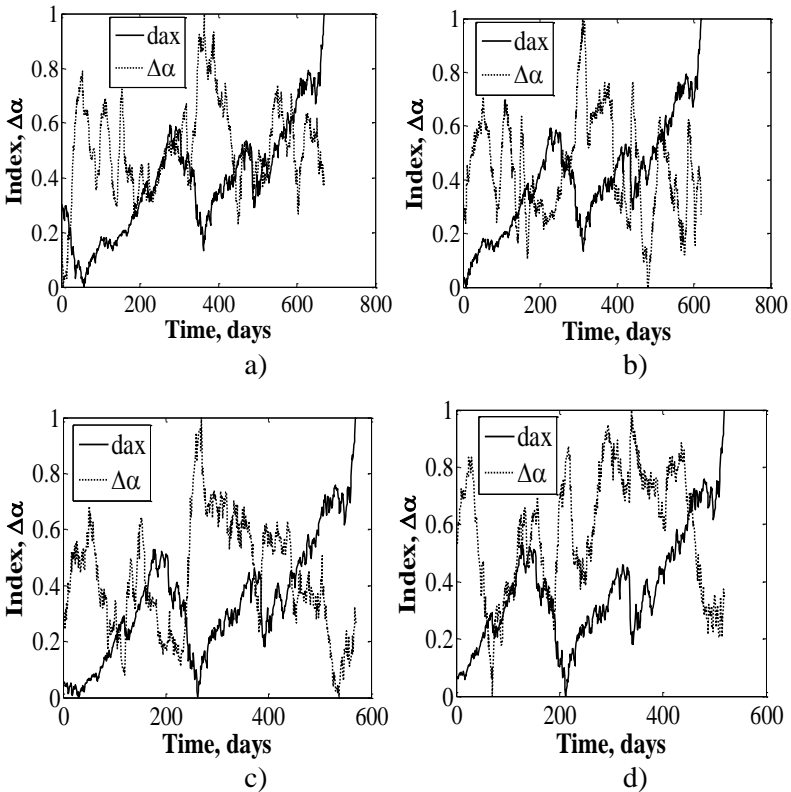 1
0.8
0.6
0.4
0.2
0
0 200 400 600 800
Index, Δα
Time, days
dax
Δα
a)
1
0.8
0.6
0.4
0.2
0
0 200 400 600 800
Index, Δα
Time, days
dax
Δα
b)
1
0.8
0.6
0.4
0.2
0
0 200 400 600
Index, Δα
Time, days
dax
Δα
c)
1
0.8
0.6
0.4
0.2
0
0 200 400 600
Index, Δα
Time, days
dax
Δα
d)